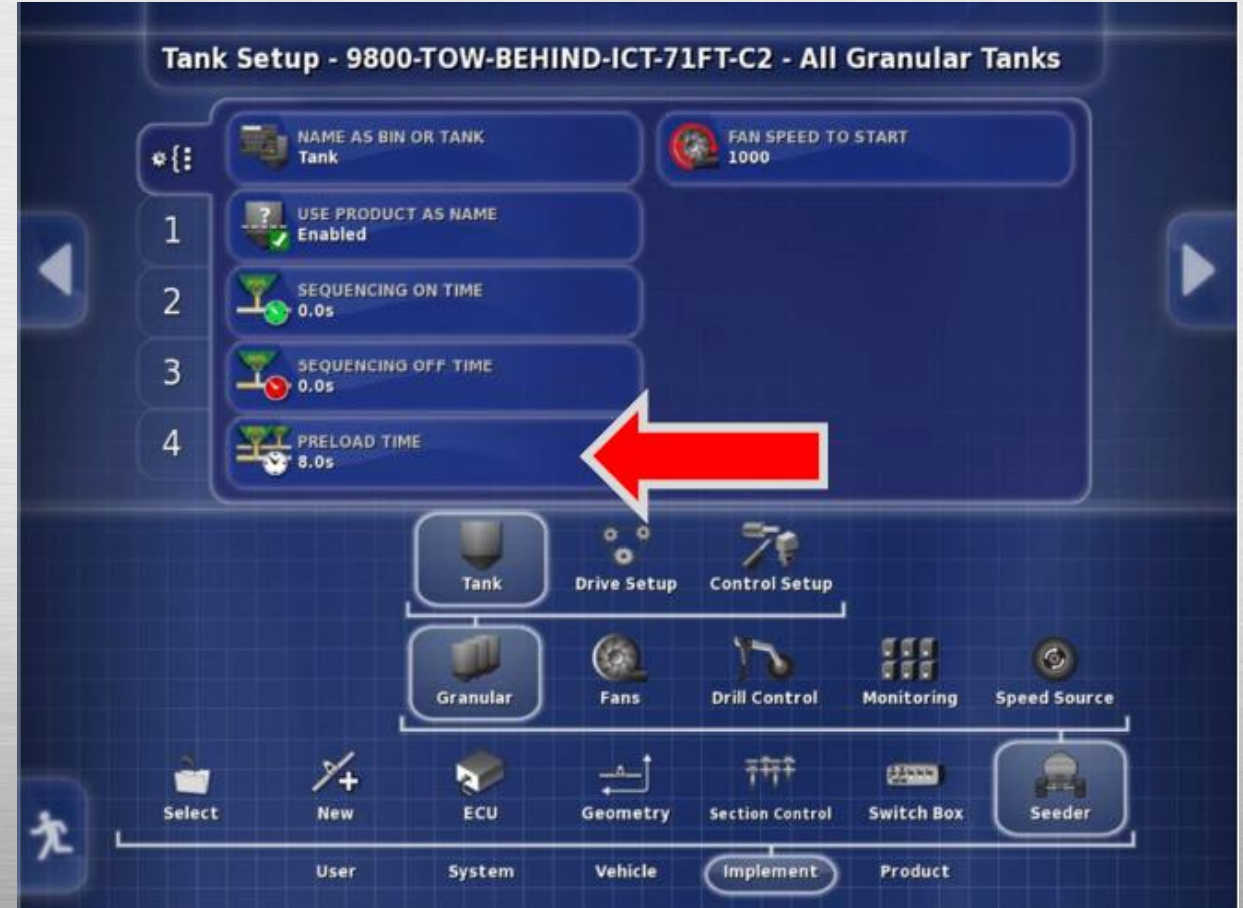 Tank Setup - 9800-TOW-BEHIND-ICT-71FT-C2 - All Granular Tanks
NAME AS BIN OR TANK
Tank
FAN SPEED TO START
1000
1
USE PRODUCT AS NAME
Enabled
2
SEQUENCING ON TIME
0.0s
3
SEQUENCING OFF TIME
0.0s
4
PRELOAD TIME
8.0s
Tank Drive Setup Control Setup
Granular Fans Drill Control Monitoring Speed Source
Select New ECU Geometry Section Control Switch Box Seeder
User System Vehicle Implement Product